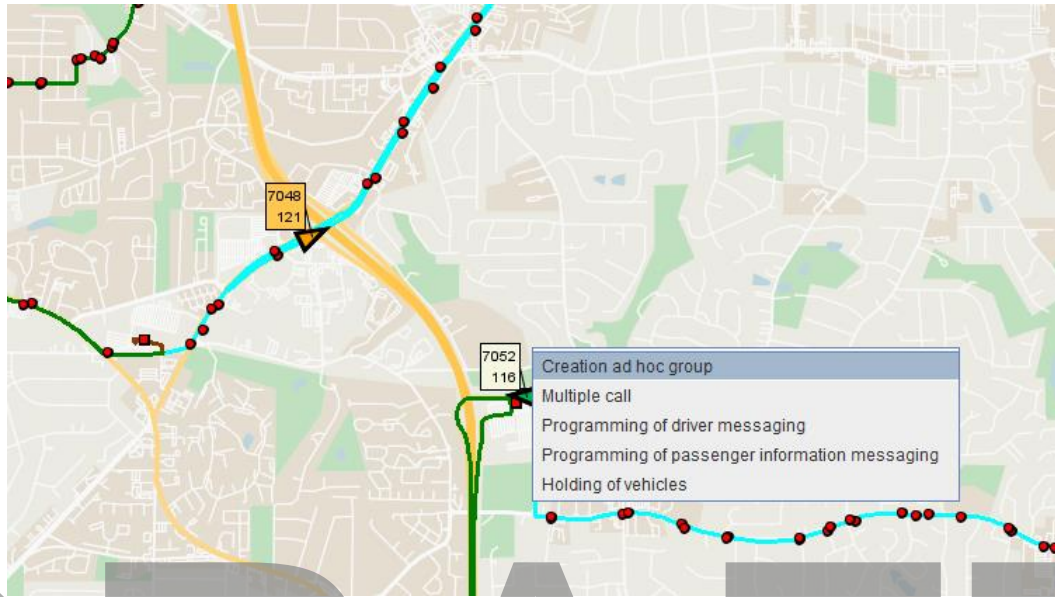 7048
121
7052
116
Creation ad hoc group
Multiple call
Programming of driver messaging
Programming of passenger information messaging
Holding of vehicles